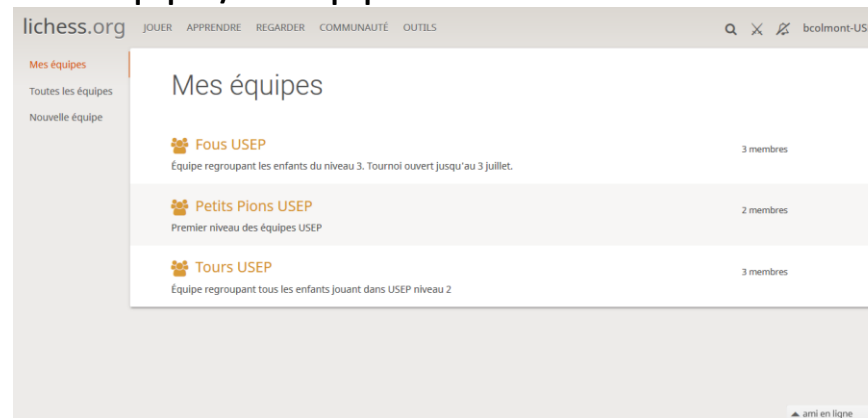 lichess.org JOUER APPRENDRE REGARDER COMMUNAUTÉ OUTILS bcolmont-US
Mes équipes
Toutes les équipes
Nouvelle équipe
Mes équipes
Fous USEP
Équipe regroupant les enfants du niveau 3. Tournoi ouvert jusqu'au 3 juillet.
3 membres
Petits Pions USEP
Premier niveau des équipes USEP
2 membres
Tours USEP
Équipe regroupant tous les enfants jouant dans USEP niveau 2
3 membres
ami en ligne